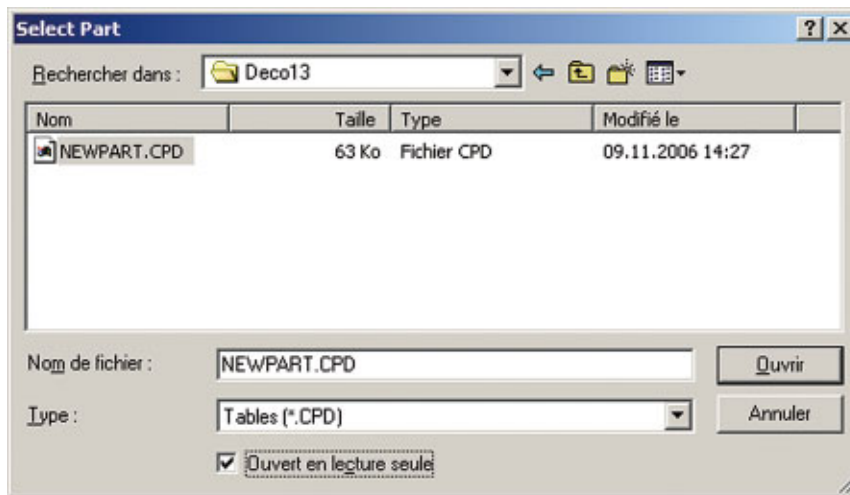 Select Part
Rechercher dans :
Deco13
Nom Taille Type Modifié le
NEWPART.CPD 63 Ko Fichier CPD 09.11.2006 14:27
Nom de fichier : NEWPART.CPD Ouvrir
Type : Tables (*.CPD) Annuler
Ouvert en lecture seule